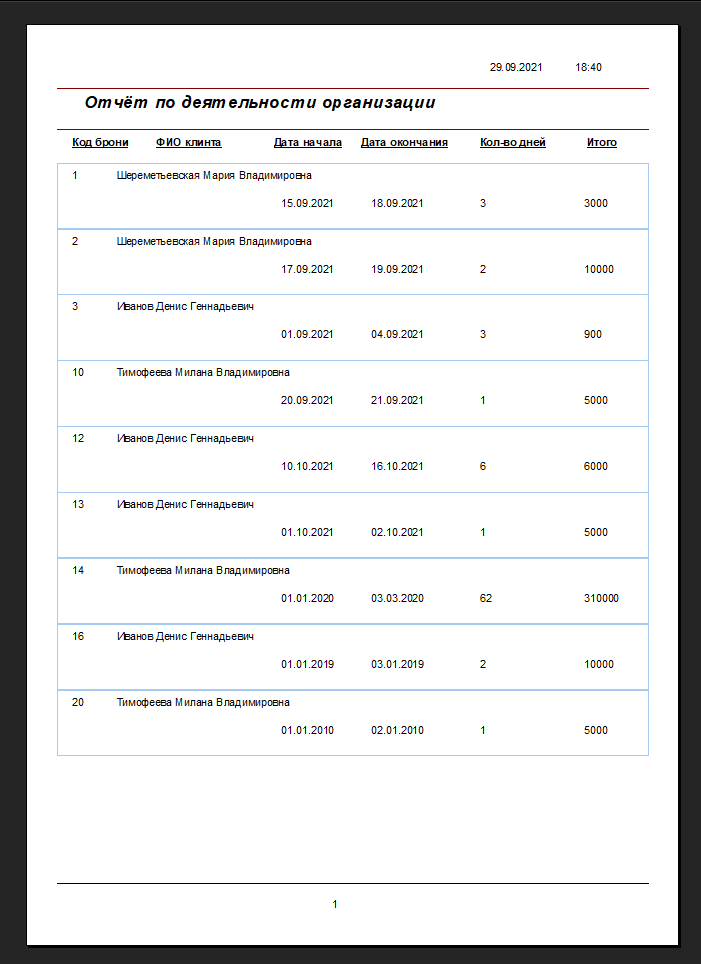 29.09.2021 18:40
Отчёт по деятельности организации
Код брони ФИО клинта Дата начала Дата окончания Кол-во дней Итого
1 Шереметьевская Мария Владимировна
15.09.2021 18.09.2021 3 3000
2 Шереметьевская Мария Владимировна
17.09.2021 19.09.2021 2 10000
3 Иванов Денис Геннадьевич
01.09.2021 04.09.2021 3 900
10 Тимофеева Милана Владимировна
20.09.2021 21.09.2021 1 5000
12 Иванов Денис Геннадьевич
10.10.2021 16.10.2021 6 6000
13 Иванов Денис Геннадьевич
01.10.2021 02.10.2021 1 5000
14 Тимофеева Милана Владимировна
01.01.2020 03.03.2020 62 310000
16 Иванов Денис Геннадьевич
01.01.2019 03.01.2019 2 10000
20 Тимофеева Милана Владимировна
01.01.2010 02.01.2010 1 5000
1